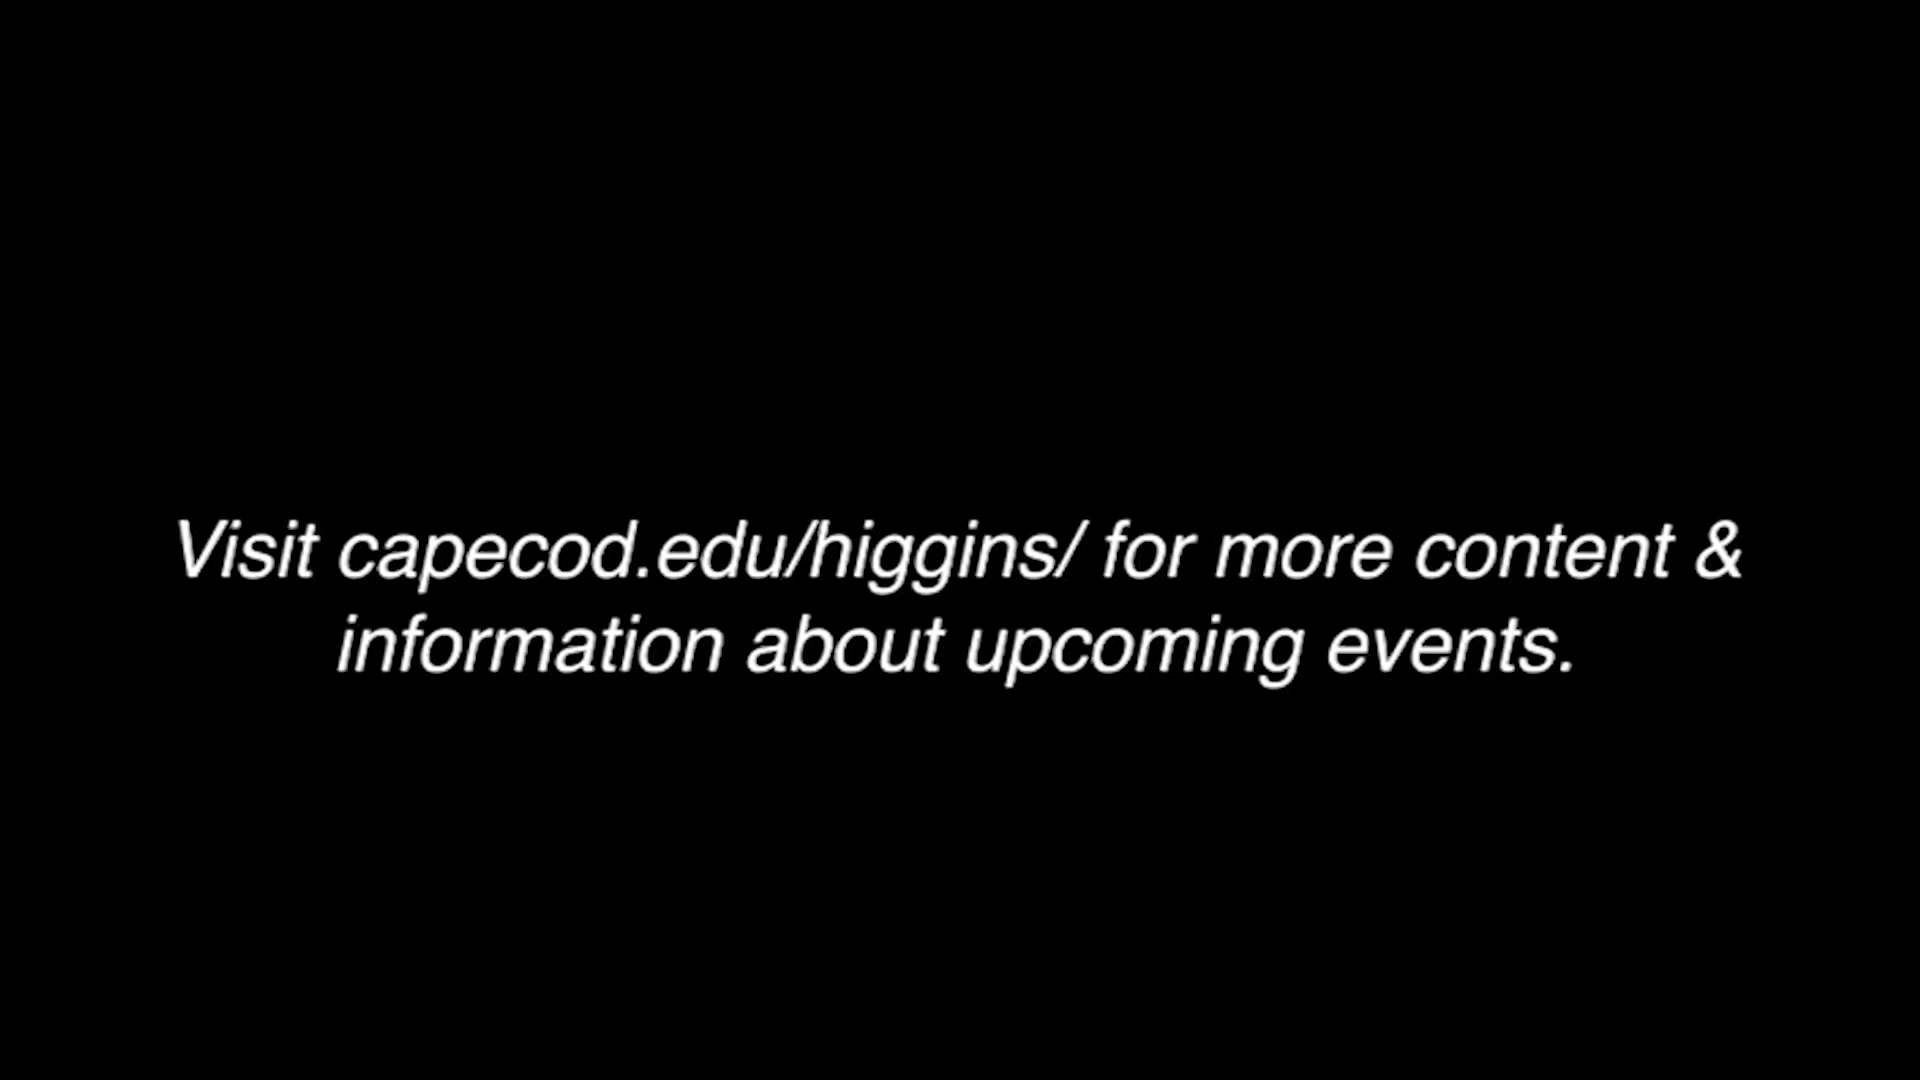 Visit capecod.edu/higgins/ for more content &
information about upcoming events.